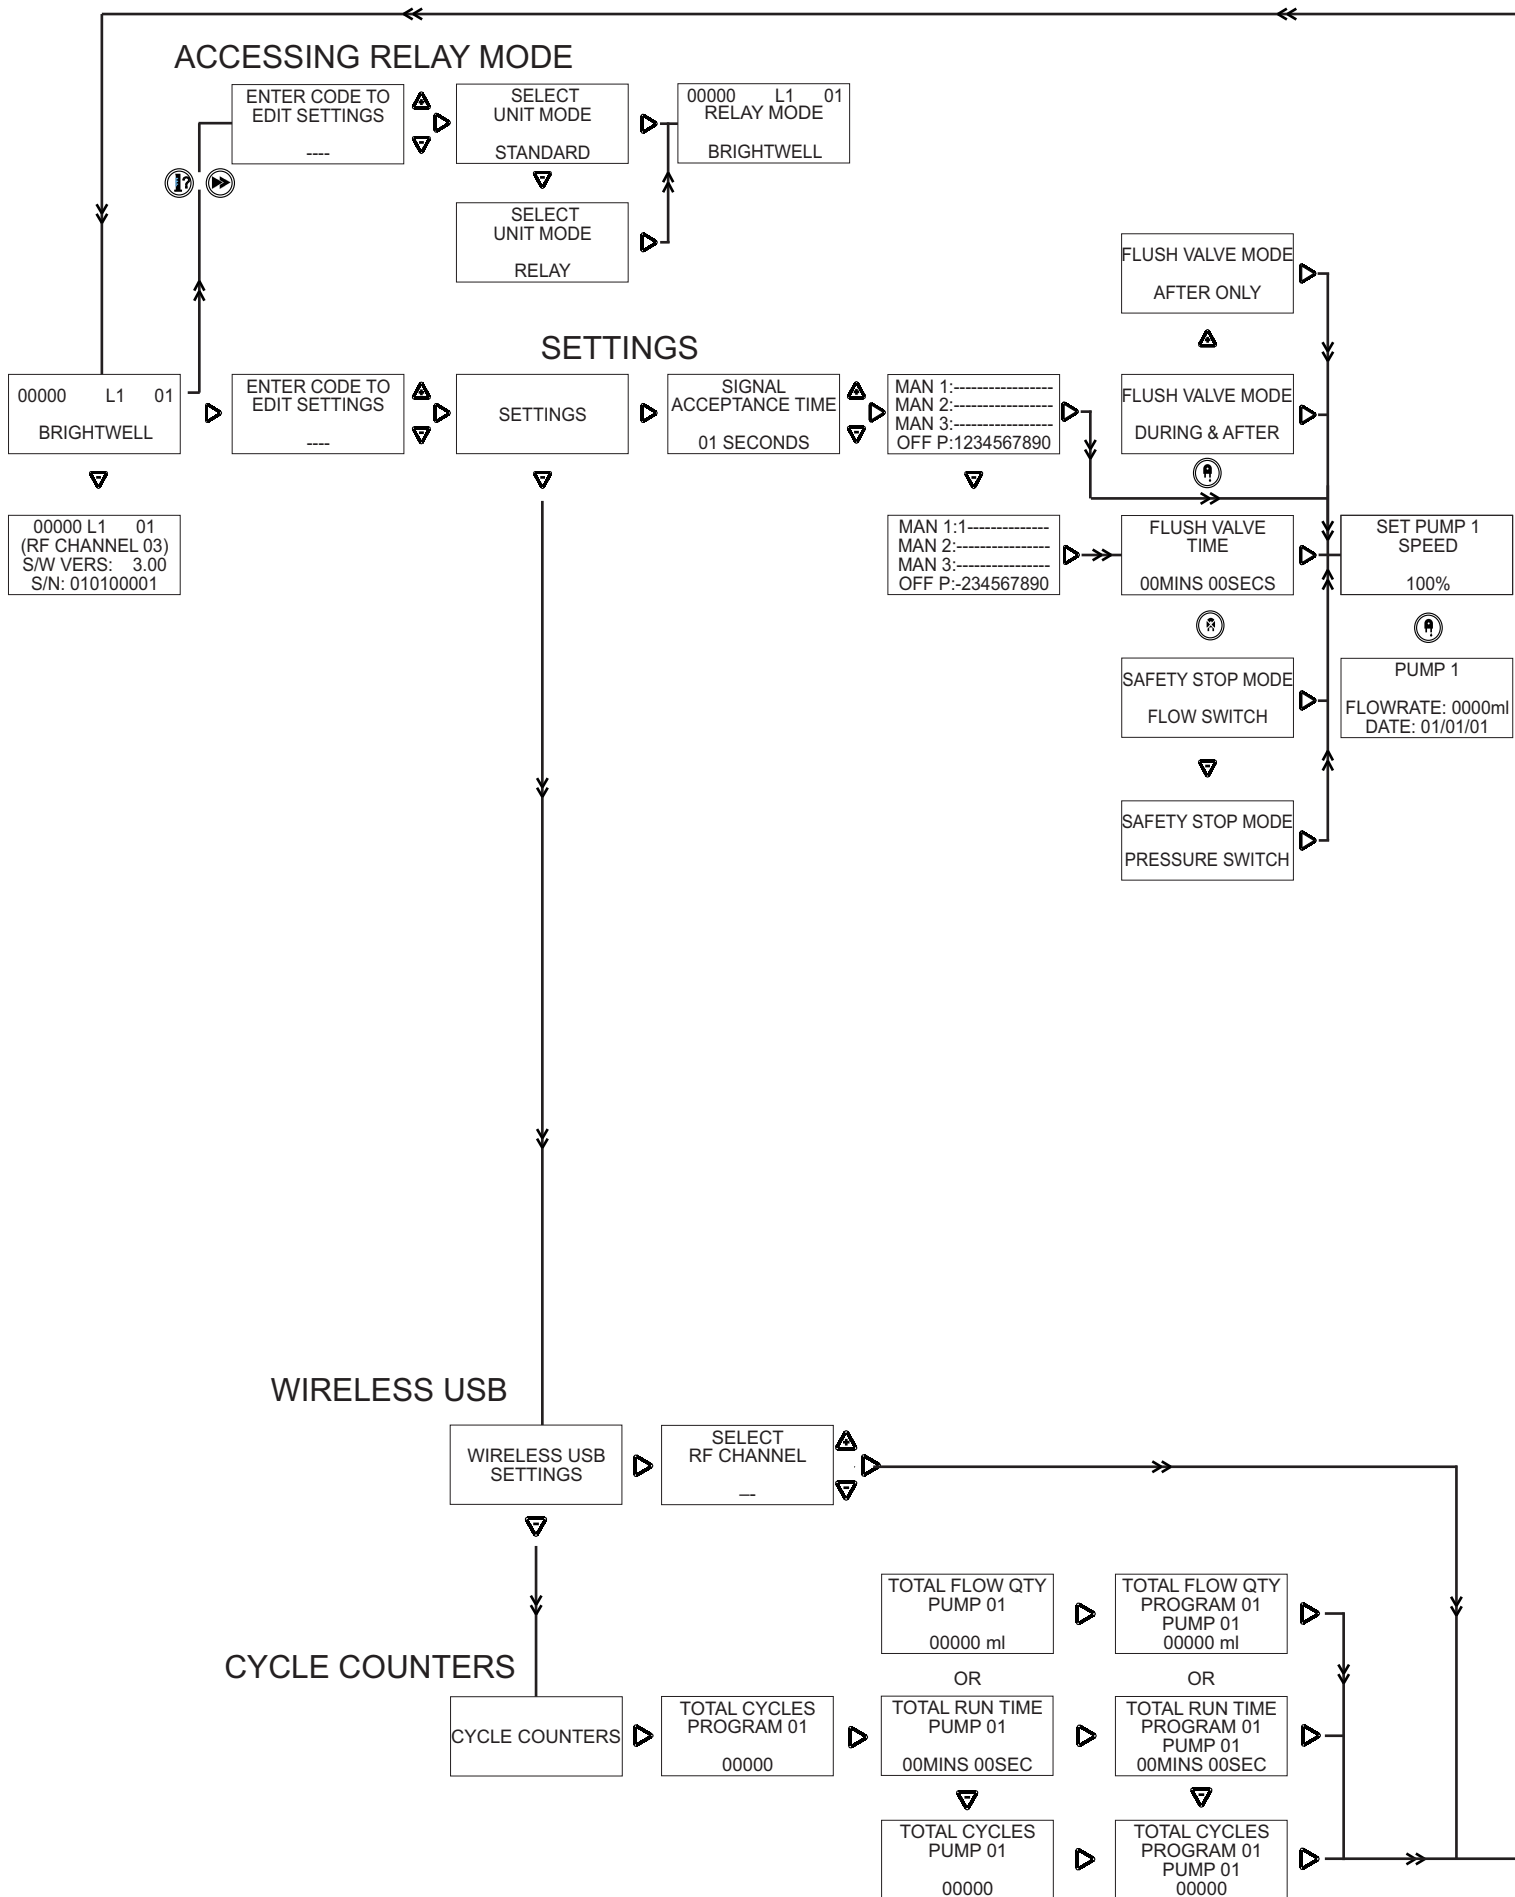 ACCESSING RELAY MODE
ENTER CODE TO
EDIT SETTINGS
----
SELECT
UNIT MODE
STANDARD
00000 L1 01
RELAY MODE
BRIGHTWELL
SELECT
UNIT MODE
RELAY
SETTINGS
00000 L1 01
BRIGHTWELL
00000 L1 01
(RF CHANNEL 03)
S/W VERS: 3.00
S/N: 010100001
ENTER CODE TO
EDIT SETTINGS
----
SETTINGS
SIGNAL
ACCEPTANCE TIME
01 SECONDS
MAN 1:-----------------
MAN 2:-----------------
MAN 3:-----------------
OFF P:1234567890
MAN 1:1--------------
MAN 2:----------------
MAN 3:----------------
OFF P:-234567890
FLUSH VALVE MODE
AFTER ONLY
FLUSH VALVE MODE
DURING & AFTER
FLUSH VALVE
TIME
00MINS 00SECS
SAFETY STOP MODE
FLOW SWITCH
SAFETY STOP MODE
PRESSURE SWITCH
SET PUMP 1
SPEED
100%
PUMP 1
FLOWRATE: 0000ml
DATE: 01/01/01
WIRELESS USB
WIRELESS USB
SETTINGS
SELECT
RF CHANNEL
---
CYCLE COUNTERS
CYCLE COUNTERS
TOTAL CYCLES
PROGRAM 01
00000
TOTAL FLOW QTY
PUMP 01
00000 ml
OR
TOTAL RUN TIME
PUMP 01
00MINS 00SEC
TOTAL CYCLES
PUMP 01
00000
TOTAL FLOW QTY
PROGRAM 01
PUMP 01
00000 ml
OR
TOTAL RUN TIME
PROGRAM 01
PUMP 01
00MINS 00SEC
TOTAL CYCLES
PROGRAM 01
PUMP 01
00000